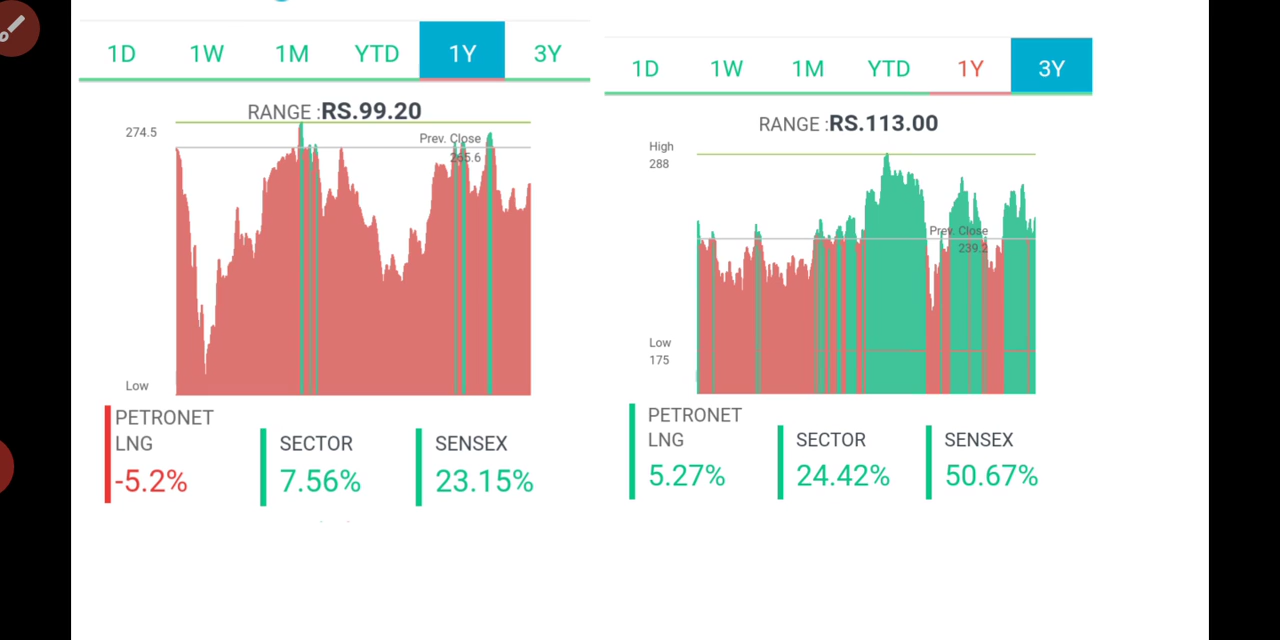 1D 1W 1M YTD 1Y 3Y
RANGE :RS.99.20
274.5
Prev. Close
265.6
Low
PETRONET
LNG
-5.2%
SECTOR
7.56%
SENSEX
23.15%
1D 1W 1M YTD 1Y 3Y
RANGE :RS.113.00
High
288
Prev. Close
239.2
Low
175
PETRONET
LNG
5.27%
SECTOR
24.42%
SENSEX
50.67%